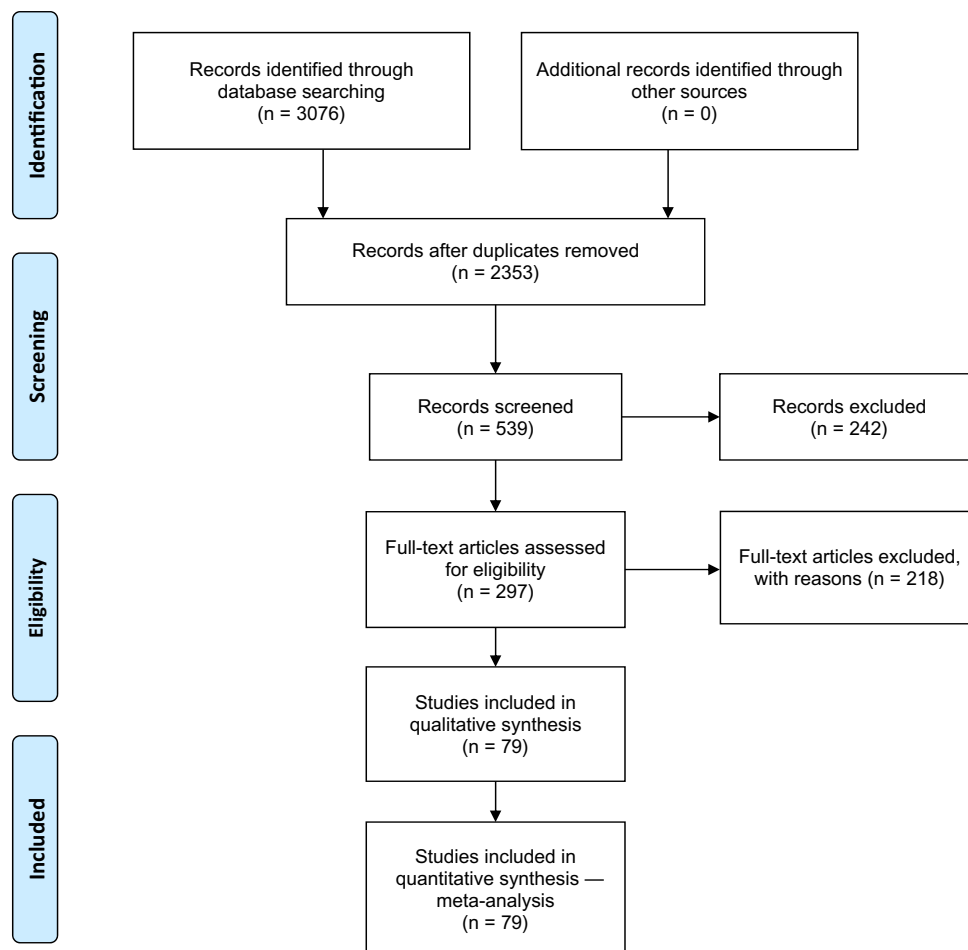 Identification
Records identified through
database searching
(n = 3076)
Additional records identified through
other sources
(n = 0)
Screening
Records after duplicates removed
(n = 2353)
Records screened
(n = 539)
Records excluded
(n = 242)
Eligibility
Full-text articles assessed
for eligibility
(n = 297)
Full-text articles excluded,
with reasons (n = 218)
Studies included in
qualitative synthesis
(n = 79)
Included
Studies included in
quantitative synthesis —
meta-analysis
(n = 79)